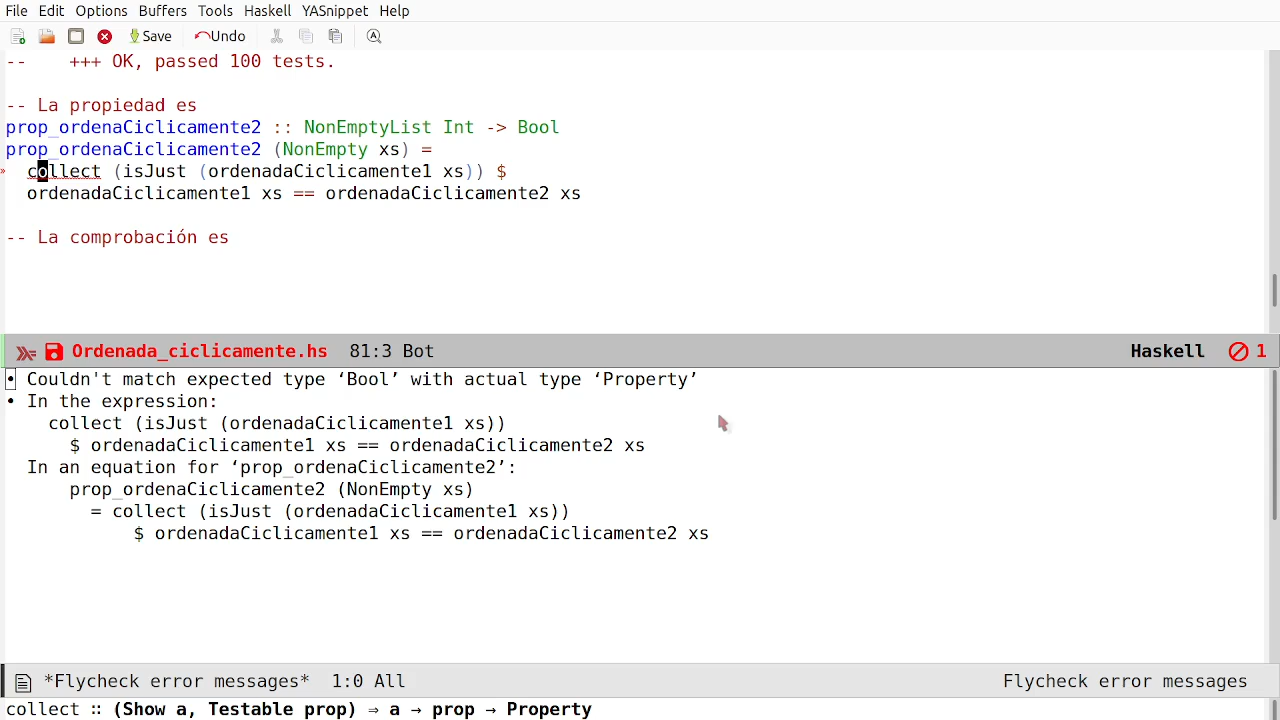 File Edit Options Buffers Tools Haskell YASnippet Help
Save Undo
--    +++ OK, passed 100 tests.
-- La propiedad es
prop_ordenaCiclicamente2 :: NonEmptyList Int -> Bool
prop_ordenaCiclicamente2 (NonEmpty xs) =
  collect (isJust (ordenadaCiclicamente1 xs)) $
  ordenadaCiclicamente1 xs == ordenadaCiclicamente2 xs
-- La comprobación es
Ordenada_ciclicamente.hs 81:3 Bot Haskell 1
• Couldn't match expected type ‘Bool’ with actual type ‘Property’
• In the expression:
    collect (isJust (ordenadaCiclicamente1 xs))
      $ ordenadaCiclicamente1 xs == ordenadaCiclicamente2 xs
  In an equation for ‘prop_ordenaCiclicamente2’:
      prop_ordenaCiclicamente2 (NonEmpty xs)
        = collect (isJust (ordenadaCiclicamente1 xs))
            $ ordenadaCiclicamente1 xs == ordenadaCiclicamente2 xs
*Flycheck error messages* 1:0 All Flycheck error messages
collect ∷ (Show a, Testable prop) ⇒ a → prop → Property